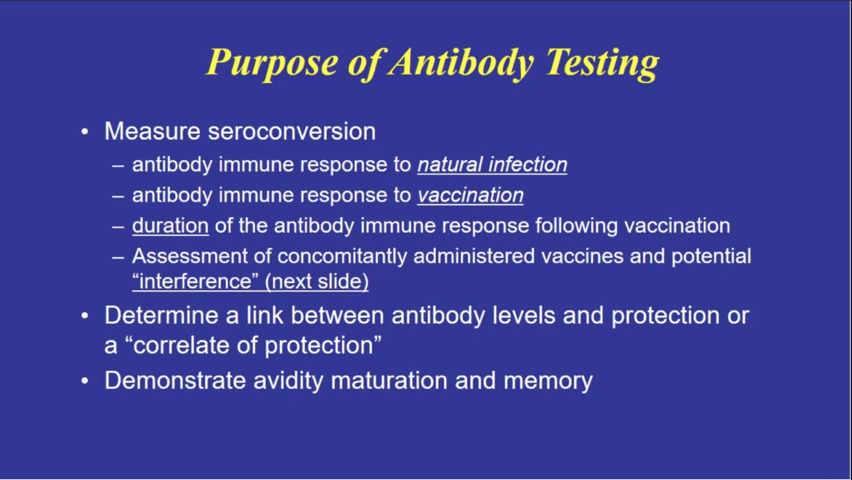 Purpose of Antibody Testing
• Measure seroconversion
– antibody immune response to natural infection
– antibody immune response to vaccination
– duration of the antibody immune response following vaccination
– Assessment of concomitantly administered vaccines and potential
“interference” (next slide)
• Determine a link between antibody levels and protection or
a “correlate of protection”
• Demonstrate avidity maturation and memory